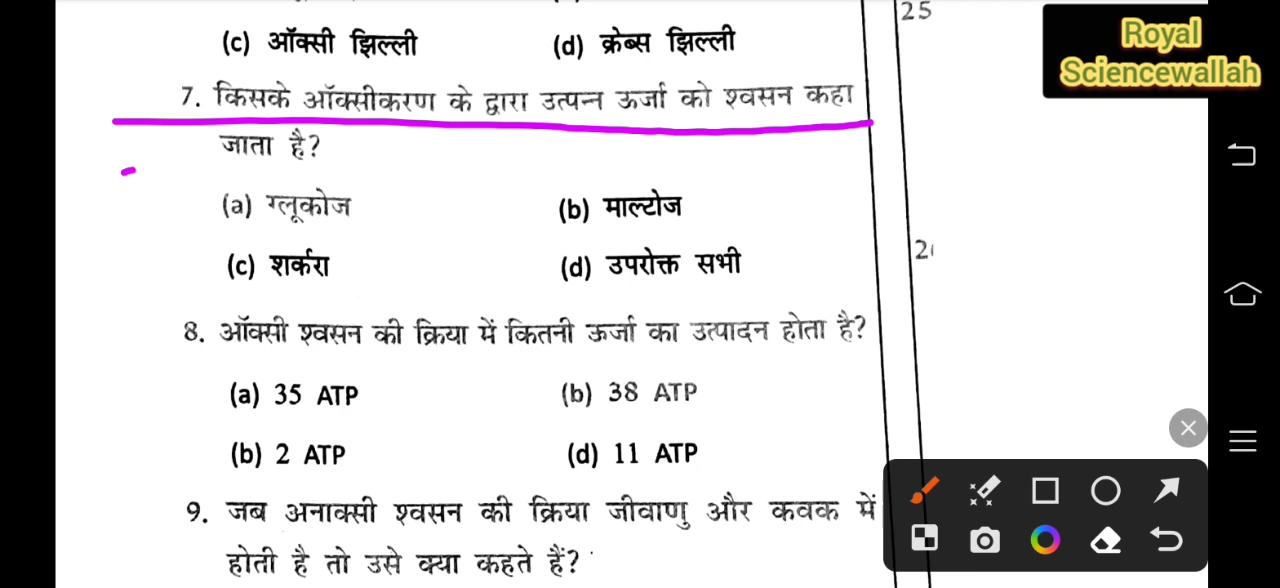 25
Royal
Sciencewallah
(c) ऑक्सी झिल्ली (d) क्रेब्स झिल्ली
7. किसके ऑक्सीकरण के द्वारा उत्पन्न ऊर्जा को श्वसन कहा
जाता है?
(a) ग्लूकोज (b) माल्टोज
(c) शर्करा (d) उपरोक्त सभी
8. ऑक्सी श्वसन की क्रिया में कितनी ऊर्जा का उत्पादन होता है?
(a) 35 ATP (b) 38 ATP
(b) 2 ATP (d) 11 ATP
9. जब अनाक्सी श्वसन की क्रिया जीवाणु और कवक में
होती है तो उसे क्या कहते हैं?